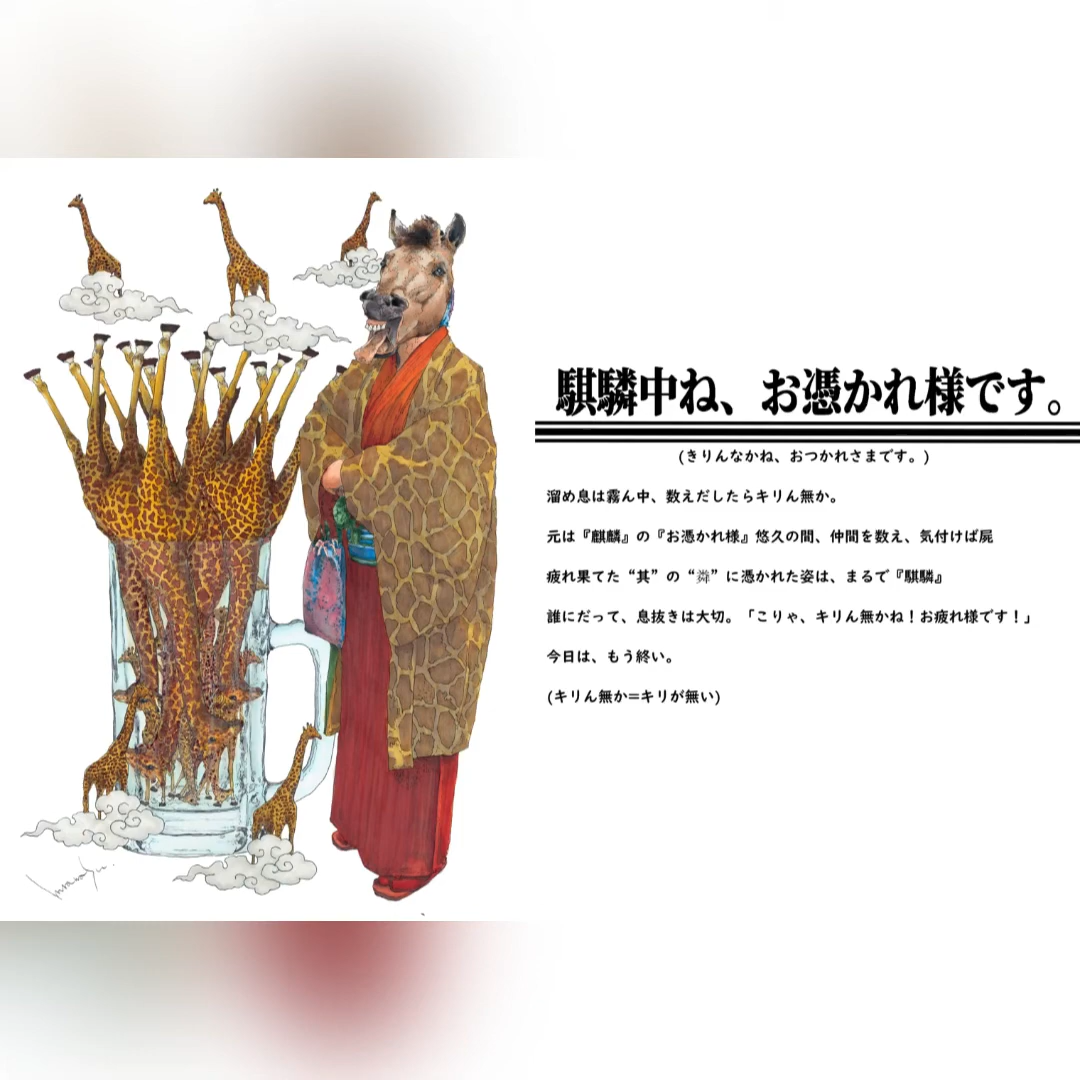 騏驎中ね、お憑かれ様です。
(きりんなかね、おつかれさまです。)
溜め息は霧ん中、数えだしたらキリん無か。
元は『麒麟』の『お憑かれ様』悠久の間、仲間を数え、気付けば屍
疲れ果てた“其”の“粦”に憑かれた姿は、まるで『騏驎』
誰にだって、息抜きは大切。「こりゃ、キリん無かね！お疲れ様です！」
今日は、もう終い。
(キリん無か=キリが無い)